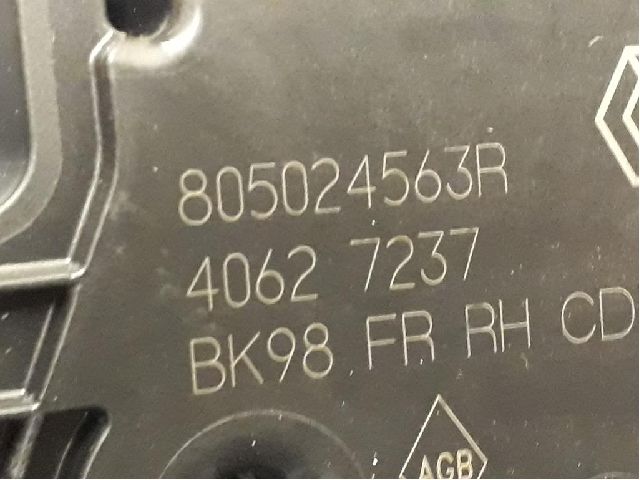 805024563R
4062 7237
BK98 FR RH CD
AGB